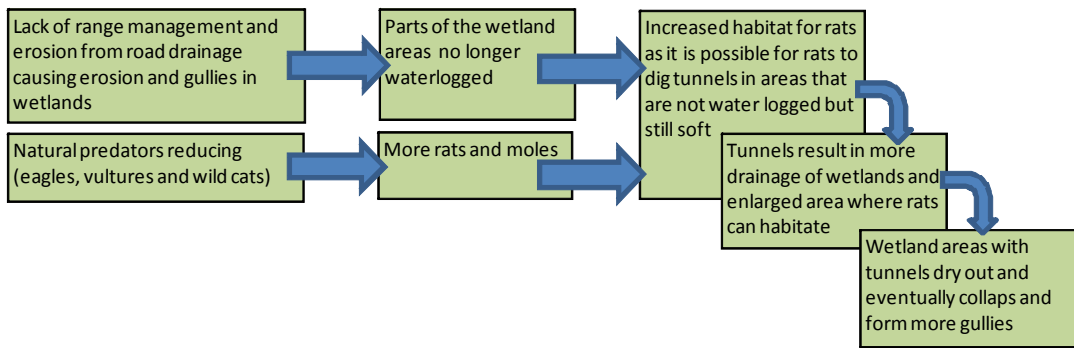 Lack of range management and
erosion from road drainage
causing erosion and gullies in
wetlands
Parts of the wetland
areas no longer
waterlogged
Increased habitat for rats
as it is possible for rats to
dig tunnels in areas that
are not water logged but
still soft
Natural predators reducing
(eagles, vultures and wild cats)
More rats and moles
Tunnels result in more
drainage of wetlands and
enlarged area where rats
can habitate
Wetland areas with
tunnels dry out and
eventually collaps and
form more gullies